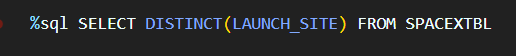 %sql SELECT DISTINCT(LAUNCH_SITE) FROM SPACEXTBL